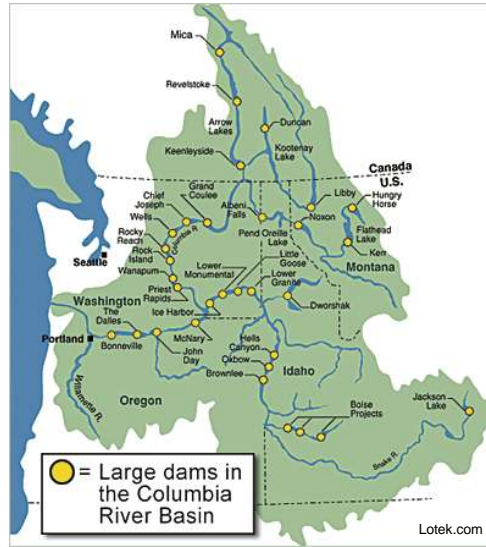 Mica
Revelstoke
Arrow
Lakes
Duncan
Kootenay
Lake
Keenleyside
Canada
U.S.
Grand
Coulee
Chief
Joseph
Albeni
Falls
Libby
Hungry
Horse
Wells
Noxon
Rocky
Reach
Columbia R.
Pend Oreille
Lake
Flathead
Lake
Rock
Island
Seattle
Kerr
Wanapum
Little
Goose
Lower
Monumental
Lower
Granite
Montana
Priest
Rapids
Washington
Ice Harbor
Dworshak
The
Dalles
Portland
Bonneville
McNary
John
Day
Hells
Canyon
Oxbow
Brownlee
Idaho
Willamette R.
Oregon
Boise
Projects
Jackson
Lake
Snake R.
= Large dams in
the Columbia
River Basin
Lotek.com